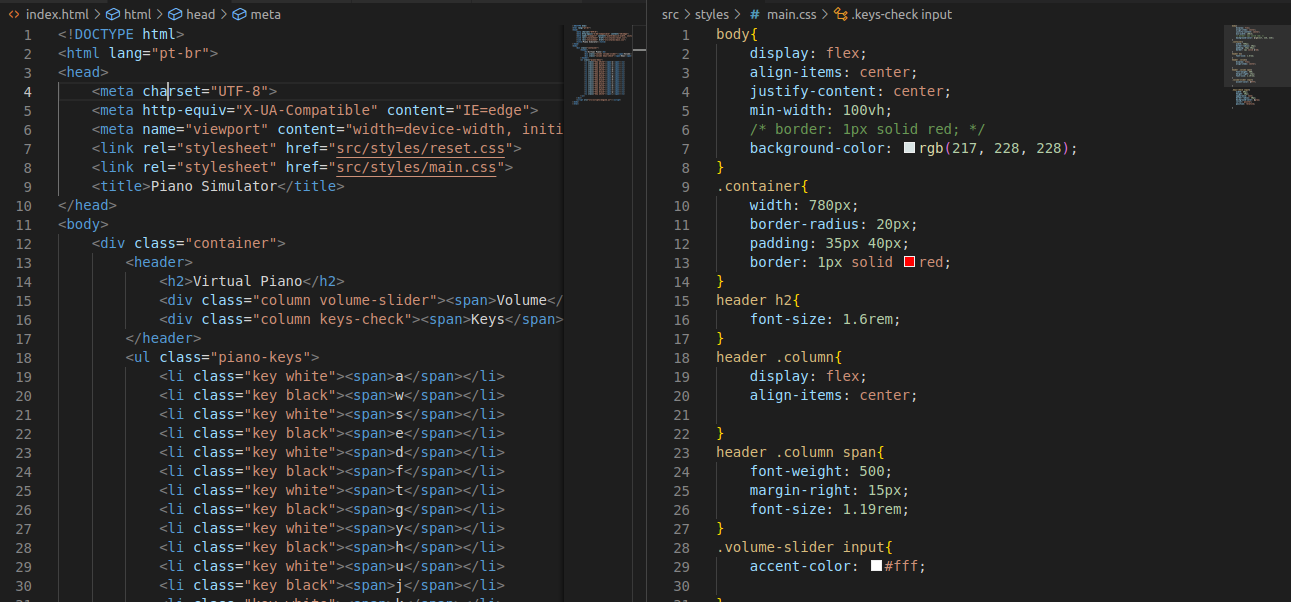 index.html > html > head > meta
1 <!DOCTYPE html>
2 <html lang="pt-br">
3 <head>
4 <meta charset="UTF-8">
5 <meta http-equiv="X-UA-Compatible" content="IE=edge">
6 <meta name="viewport" content="width=device-width, initi
7 <link rel="stylesheet" href="src/styles/reset.css">
8 <link rel="stylesheet" href="src/styles/main.css">
9 <title>Piano Simulator</title>
10 </head>
11 <body>
12 <div class="container">
13 <header>
14 <h2>Virtual Piano</h2>
15 <div class="column volume-slider"><span>Volume</
16 <div class="column keys-check"><span>Keys</span>
17 </header>
18 <ul class="piano-keys">
19 <li class="key white"><span>a</span></li>
20 <li class="key black"><span>w</span></li>
21 <li class="key white"><span>s</span></li>
22 <li class="key black"><span>e</span></li>
23 <li class="key white"><span>d</span></li>
24 <li class="key black"><span>f</span></li>
25 <li class="key white"><span>t</span></li>
26 <li class="key black"><span>g</span></li>
27 <li class="key white"><span>y</span></li>
28 <li class="key black"><span>h</span></li>
29 <li class="key white"><span>u</span></li>
30 <li class="key black"><span>j</span></li>
src > styles > # main.css > .keys-check input
1 body{
2 display: flex;
3 align-items: center;
4 justify-content: center;
5 min-width: 100vh;
6 /* border: 1px solid red; */
7 background-color: rgb(217, 228, 228);
8 }
9 .container{
10 width: 780px;
11 border-radius: 20px;
12 padding: 35px 40px;
13 border: 1px solid red;
14 }
15 header h2{
16 font-size: 1.6rem;
17 }
18 header .column{
19 display: flex;
20 align-items: center;
21
22 }
23 header .column span{
24 font-weight: 500;
25 margin-right: 15px;
26 font-size: 1.19rem;
27 }
28 .volume-slider input{
29 accent-color: #fff;
30